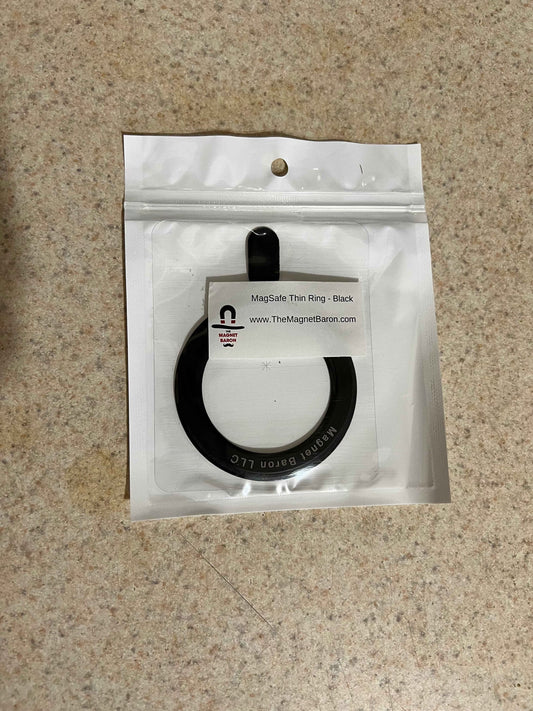 MagSafe Thin Ring - Black
www.TheMagnetBaron.com
THE
MAGNET
BARON
Magnet Baron LLC